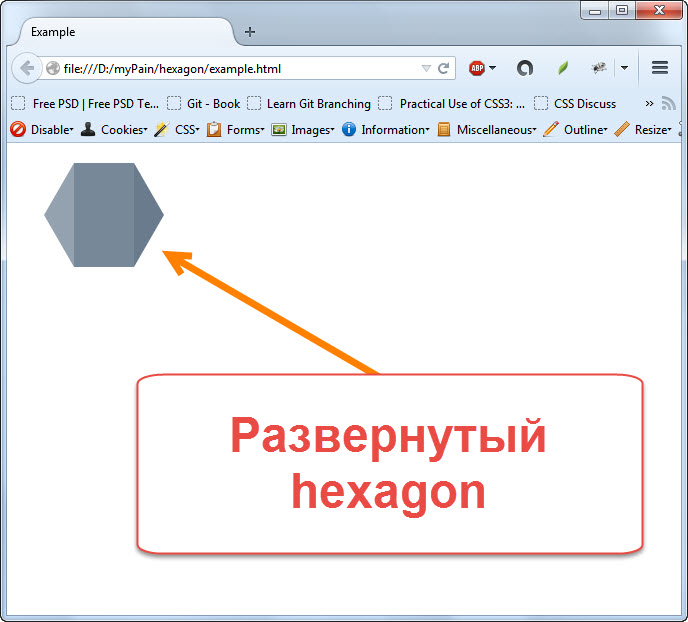 Example
file:///D:/myPain/hexagon/example.html
ABP
Free PSD | Free PSD Te... Git - Book Learn Git Branching Practical Use of CSS3: ... CSS Discuss »
Disable Cookies CSS Forms Images Information Miscellaneous Outline Resize
Развернутый
hexagon